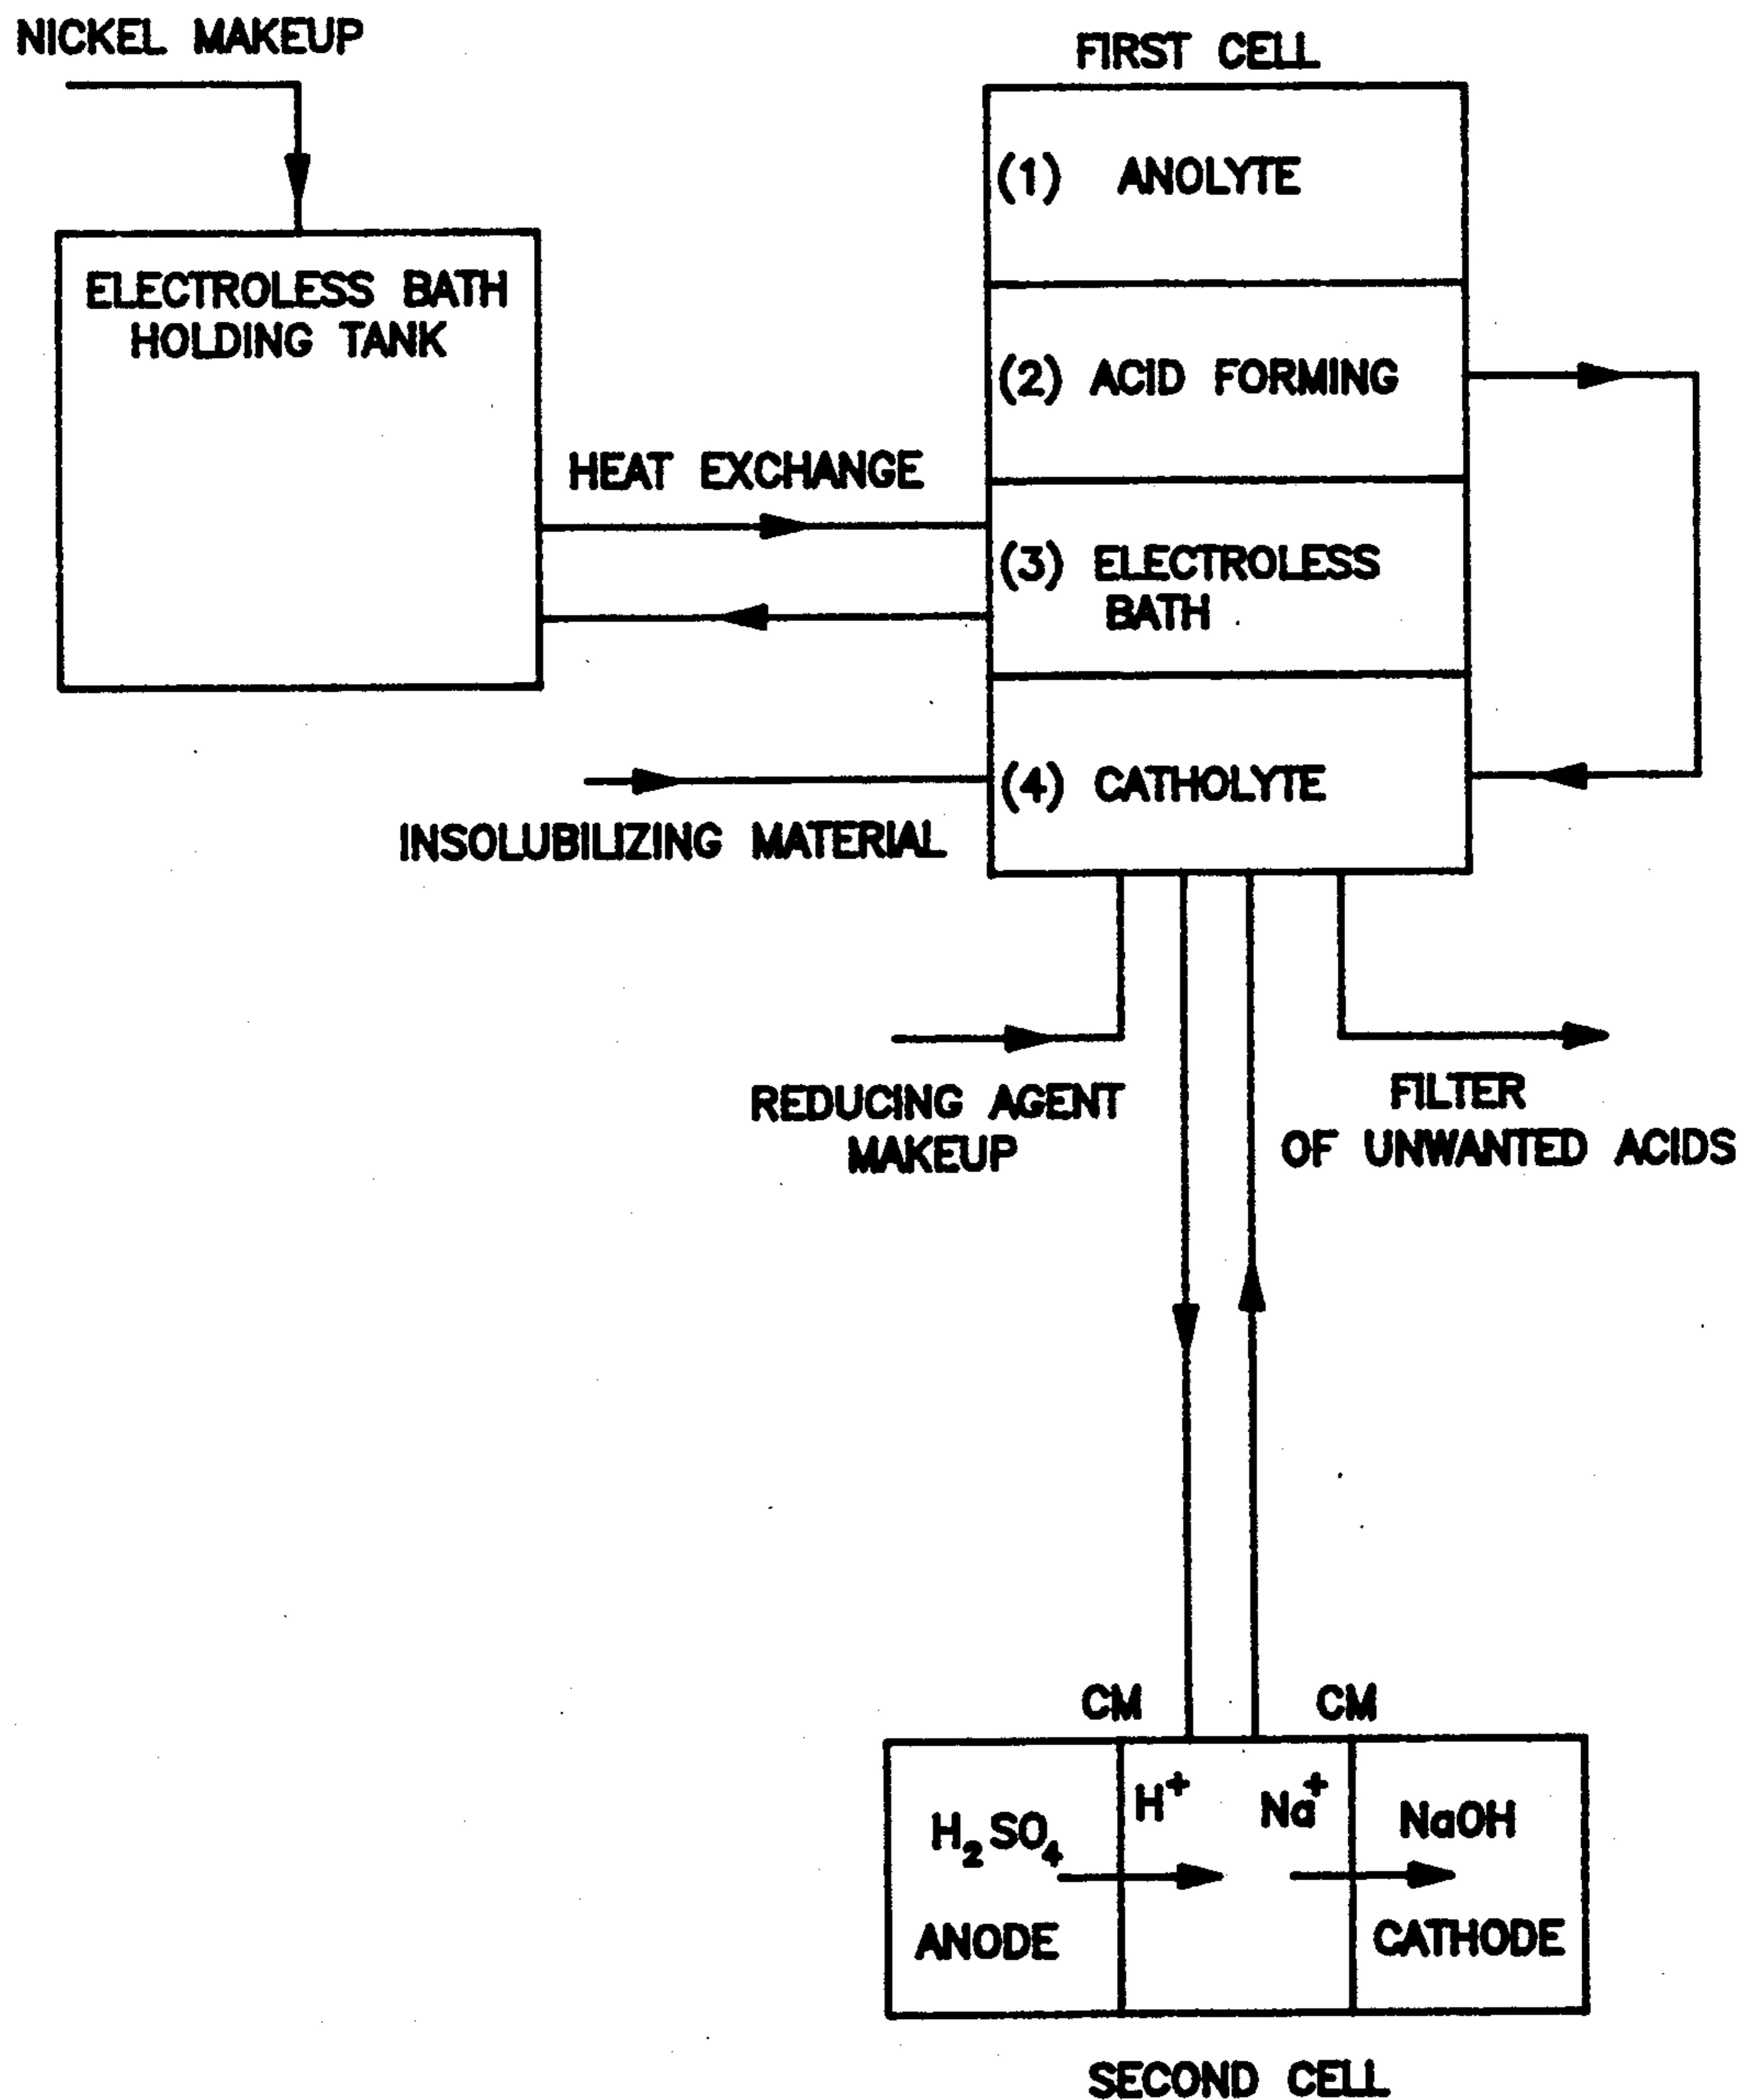 NICKEL MAKEUP
FIRST CELL
(1) ANOLYTE
ELECTROLESS BATH
HOLDING TANK
(2) ACID FORMING
HEAT EXCHANGE
(3) ELECTROLESS
BATH
(4) CATHOLYTE
INSOLUBILIZING MATERIAL
REDUCING AGENT
MAKEUP
FILTER
OF UNWANTED ACIDS
CM
CM
H₂SO₄
H⁺
Na⁺
NaOH
ANODE
CATHODE
SECOND CELL